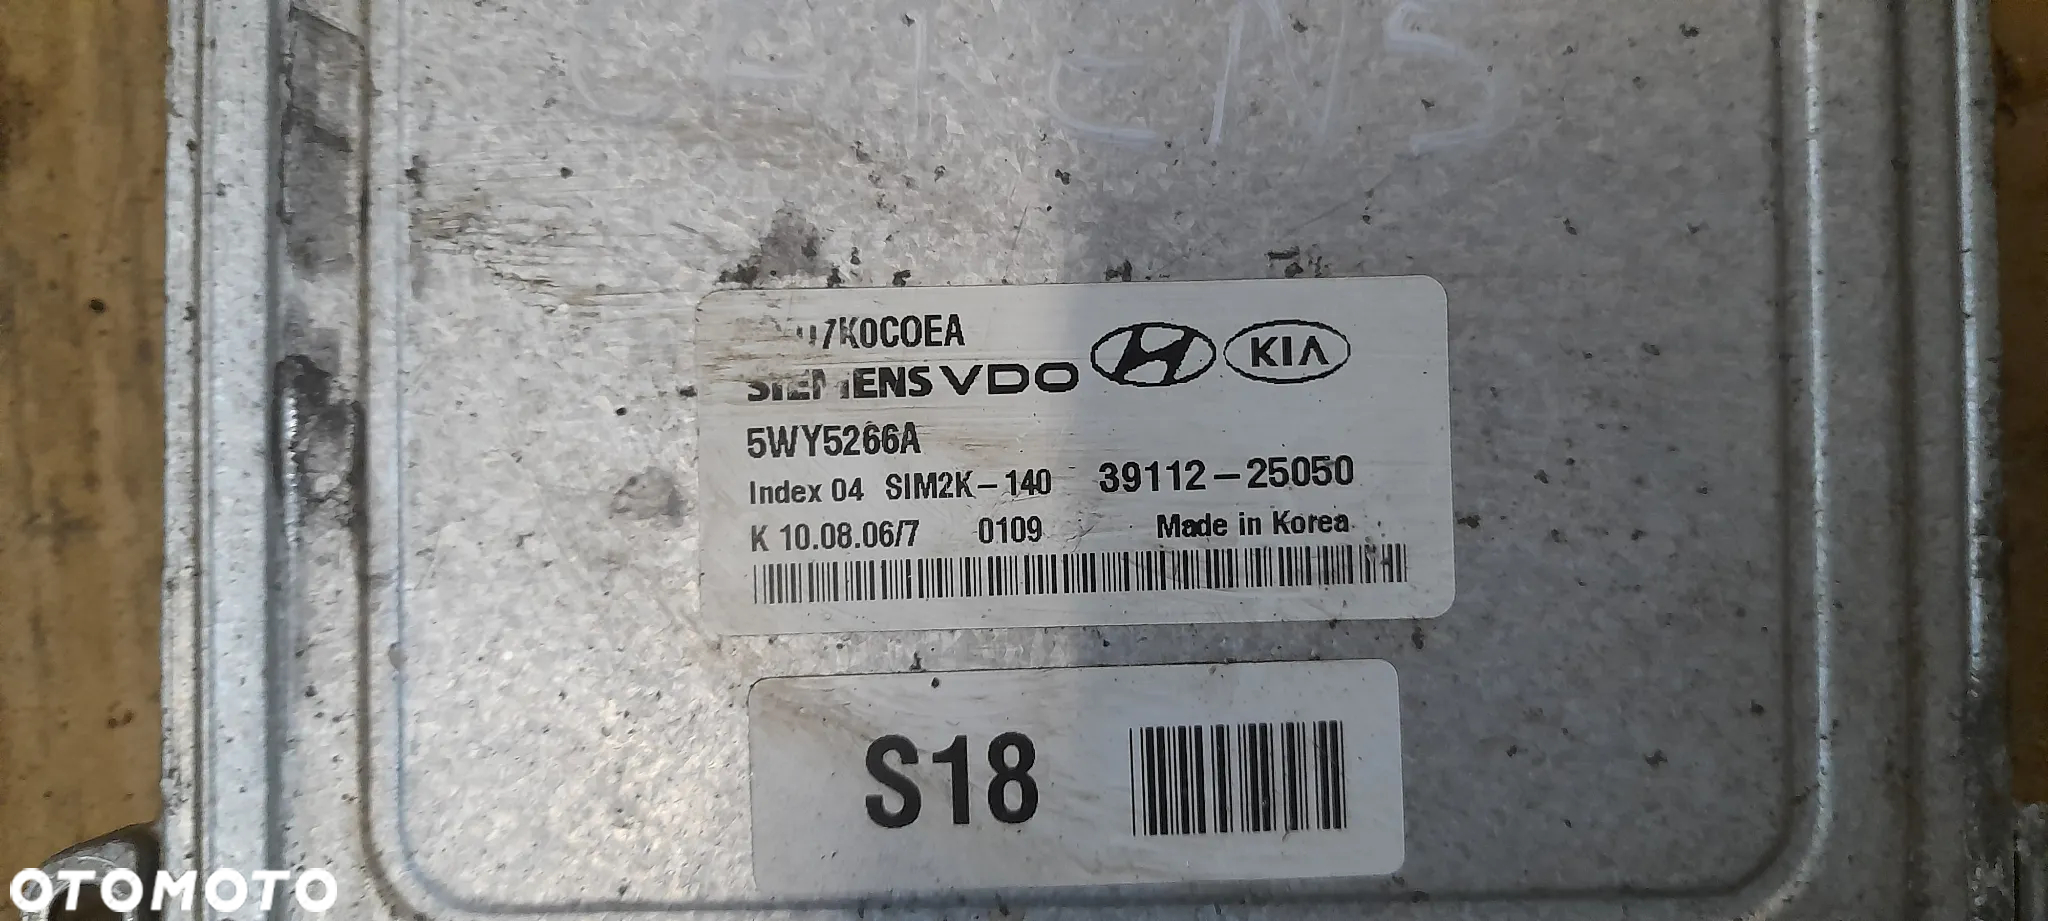 07K0COEA
SIEMENS VDO KIA
5WY5266A
Index 04 SIM2K-140 39112-25050
K 10.08.06/7 0109 Made in Korea
S18
OTOMOTO